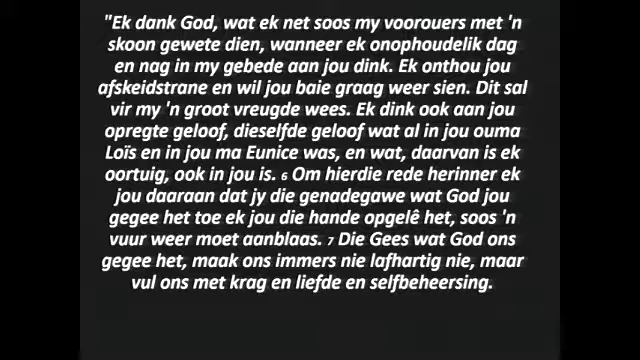 "Ek dank God, wat ek net soos my voorouers met 'n
skoon gewete dien, wanneer ek onophoudelik dag
en nag in my gebede aan jou dink. Ek onthou jou
afskeidstrane en wil jou baie graag weer sien. Dit sal
vir my 'n groot vreugde wees. Ek dink ook aan jou
opregte geloof, dieselfde geloof wat al in jou ouma
Loïs en in jou ma Eunice was, en wat, daarvan is ek
oortuig, ook in jou is. 6 Om hierdie rede herinner ek
jou daaraan dat jy die genadegawe wat God jou
gegee het toe ek jou die hande opgelê het, soos 'n
vuur weer moet aanblaas. 7 Die Gees wat God ons
gegee het, maak ons immers nie lafhartig nie, maar
vul ons met krag en liefde en selfbeheersing.